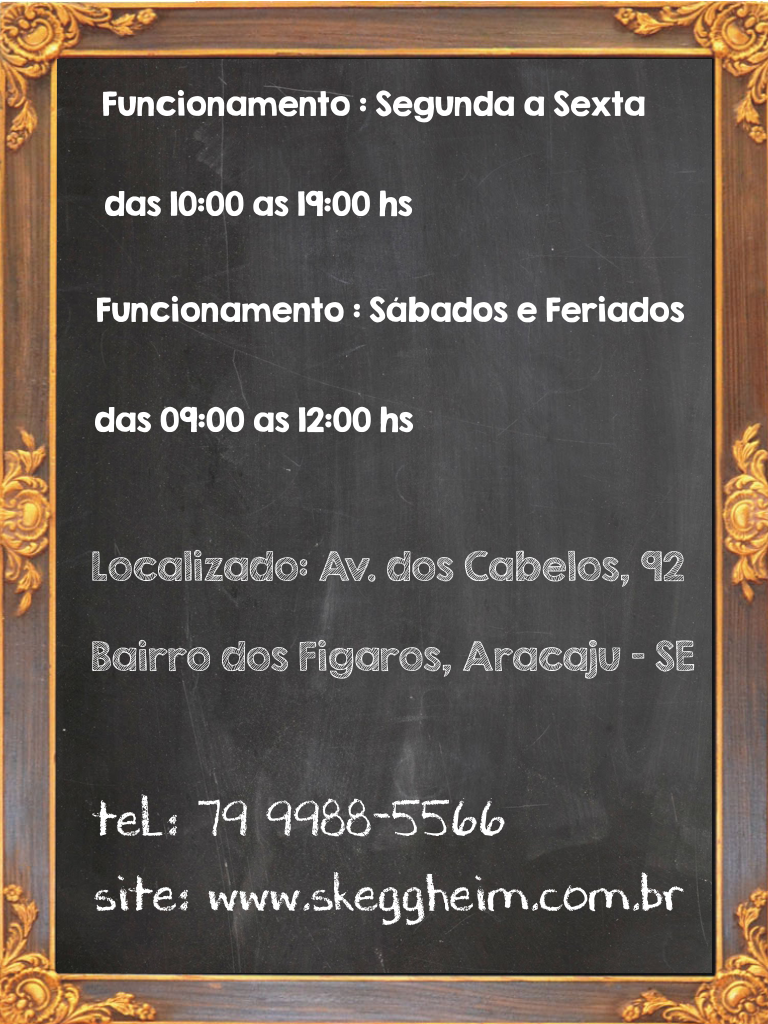 Funcionamento : Segunda a Sexta
das 10:00 as 19:00 hs
Funcionamento : Sábados e Feriados
das 09:00 as 12:00 hs
Localizado: Av. dos Cabelos, 92
Bairro dos Figaros, Aracaju - SE
tel: 79 9988-5566
site: www.skeggheim.com.br